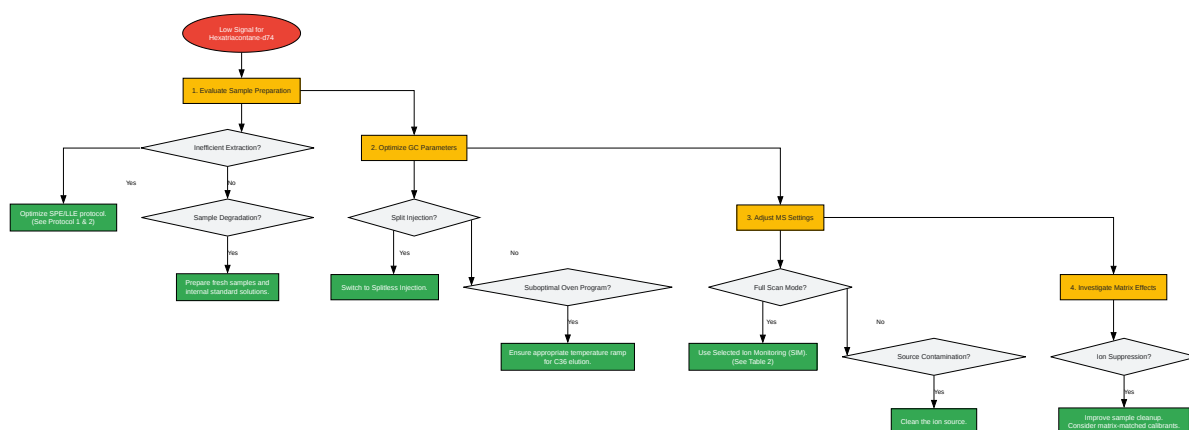 Low Signal for
Hexatriacontane-d74
1. Evaluate Sample Preparation
Inefficient Extraction?
2. Optimize GC Parameters
Yes
No
Optimize SPE/LLE protocol.
(See Protocol 1 & 2)
Sample Degradation?
Split Injection?
3. Adjust MS Settings
Yes
Yes
No
Prepare fresh samples and
internal standard solutions.
Switch to Splitless Injection.
Suboptimal Oven Program?
Full Scan Mode?
4. Investigate Matrix Effects
Yes
Yes
No
Ensure appropriate temperature ramp
for C36 elution.
Use Selected Ion Monitoring (SIM).
(See Table 2)
Source Contamination?
Ion Suppression?
Yes
Yes
Clean the ion source.
Improve sample cleanup.
Consider matrix-matched calibrants.